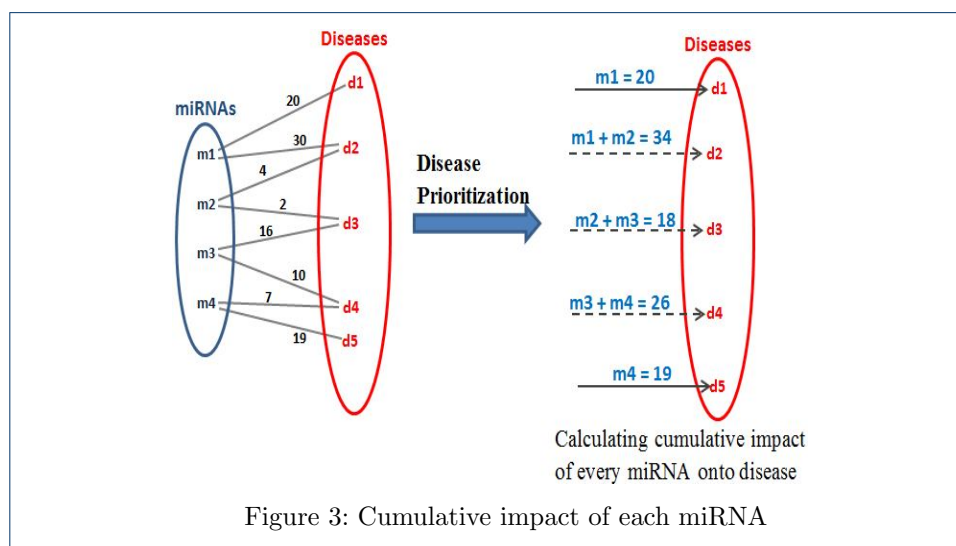 Diseases
miRNAs
m1
m2
m3
m4
20
30
4
2
16
10
7
19
d1
d2
d3
d4
d5
Disease
Prioritization
Diseases
m1 = 20
d1
m1 + m2 = 34
d2
m2 + m3 = 18
d3
m3 + m4 = 26
d4
m4 = 19
d5
Calculating cumulative impact
of every miRNA onto disease
Figure 3: Cumulative impact of each miRNA